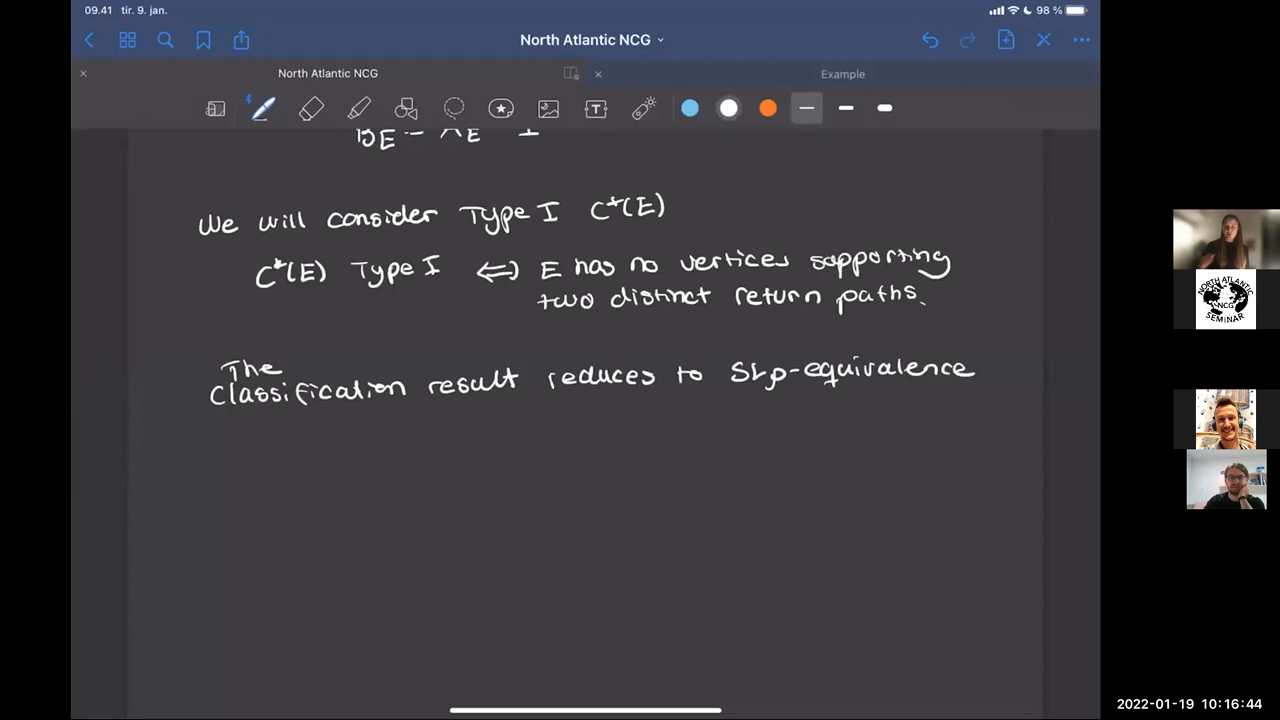 09.41 tir. 9. jan.
98 %
North Atlantic NCG
North Atlantic NCG
Example
B_E = A_E - I
We will consider Type I C*(E)
C*(E) Type I ⇔ E has no vertices supporting
two distinct return paths.
The
classification result reduces to SLp-equivalence
NORTH ATLANTIC
NCG
SEMINAR
2022-01-19 10:16:44